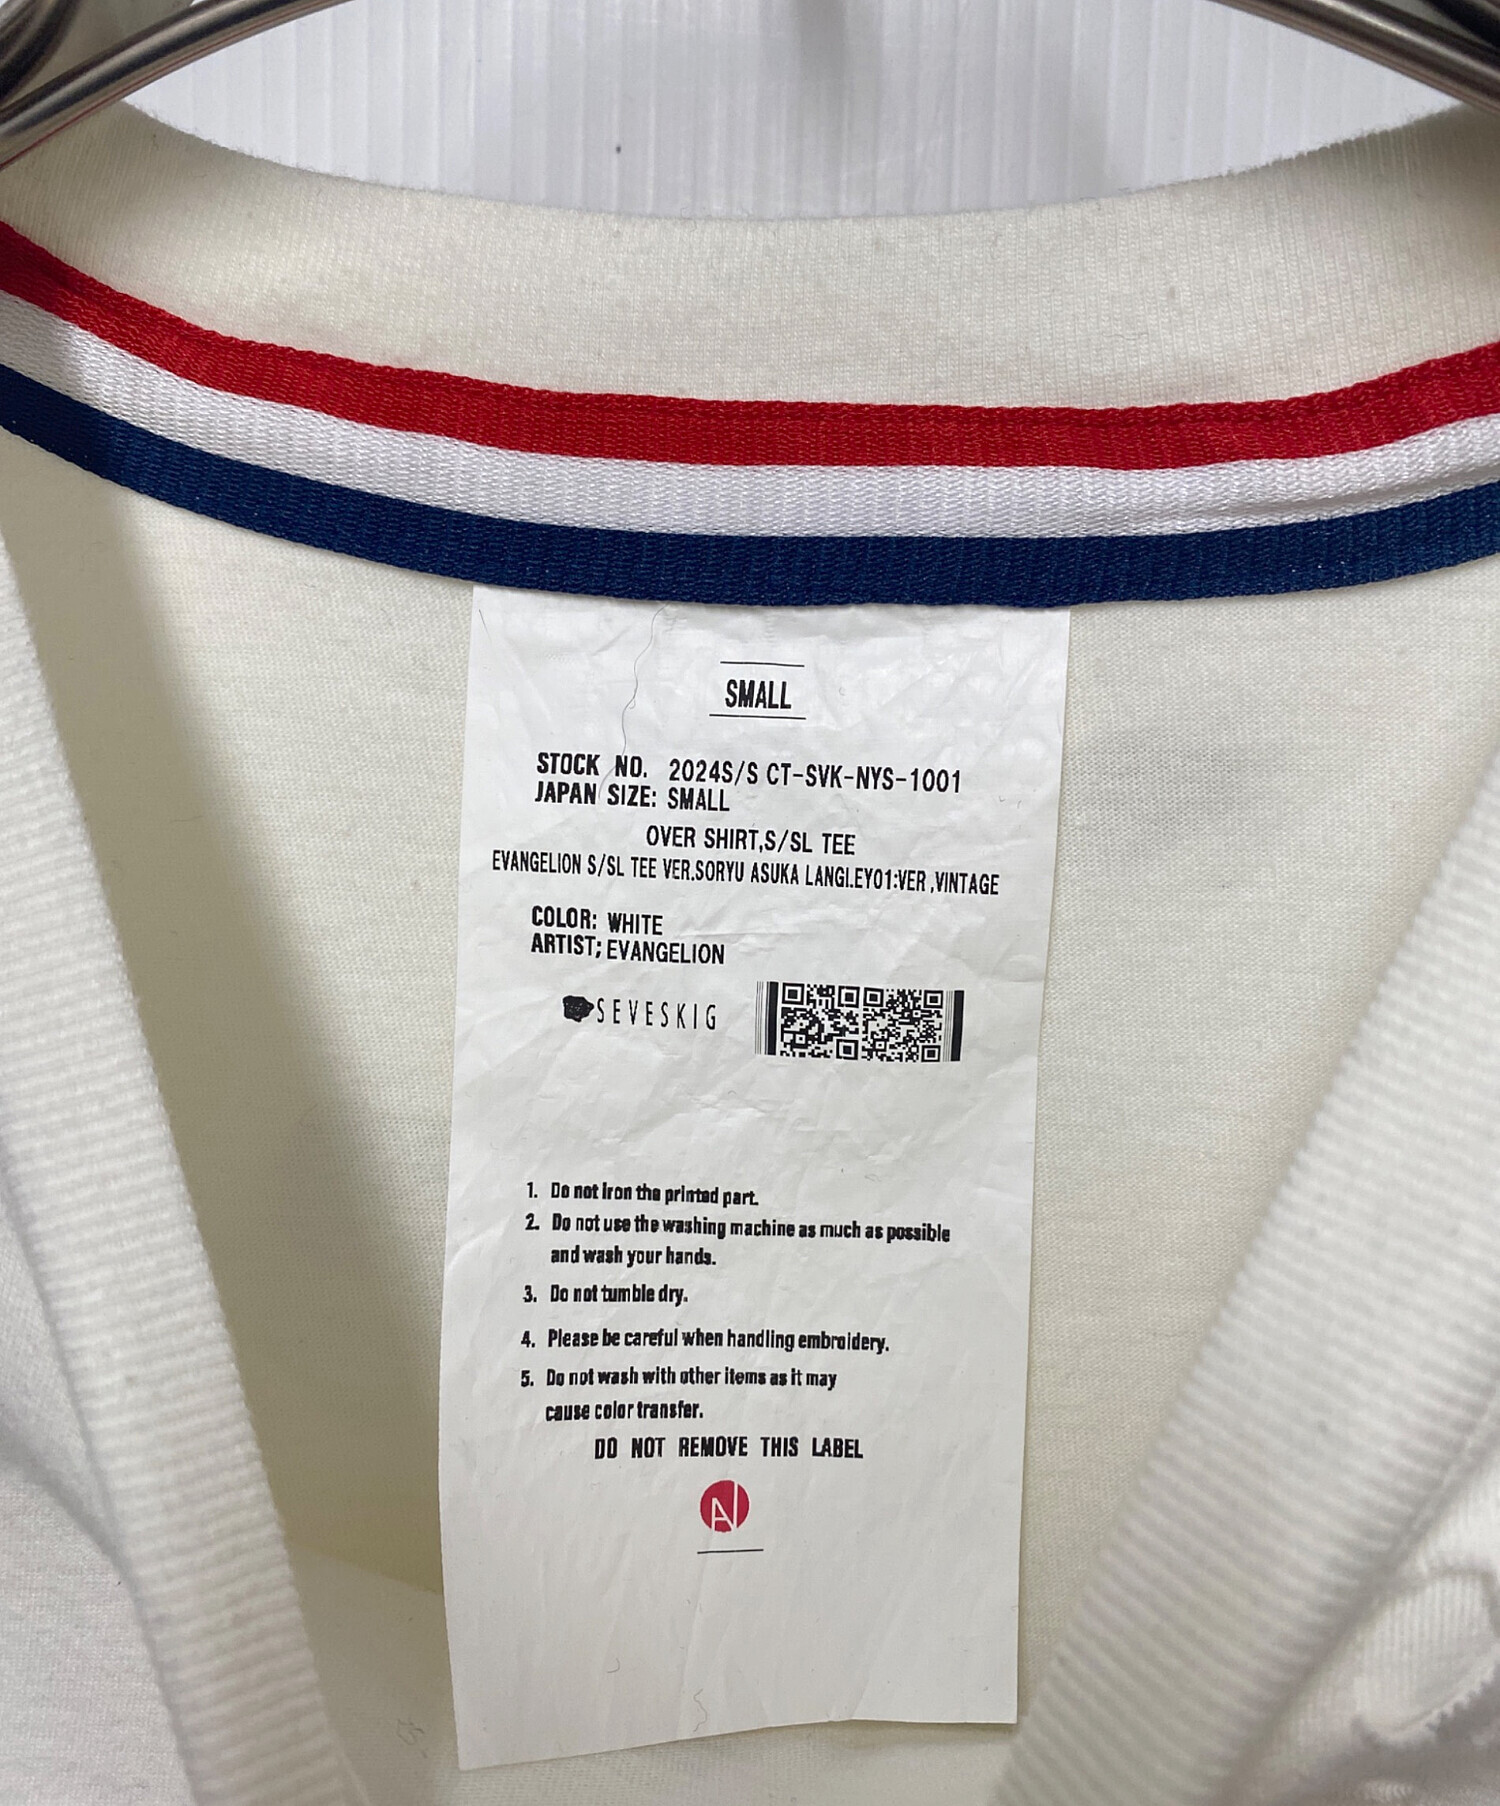 SMALL
STOCK NO. 2024S/S CT-SVK-NYS-1001
JAPAN SIZE: SMALL
OVER SHIRT,S/SL TEE
EVANGELION S/SL TEE VER.SORYU ASUKA LANGLEY01:VER ,VINTAGE
COLOR: WHITE
ARTIST; EVANGELION
SEVESKIG
1. Do not Iron the printed part.
2. Do not use the washing machine as much as possible
and wash your hands.
3. Do not tumble dry.
4. Please be careful when handling embroidery.
5. Do not wash with other items as it may
cause color transfer.
DO NOT REMOVE THIS LABEL